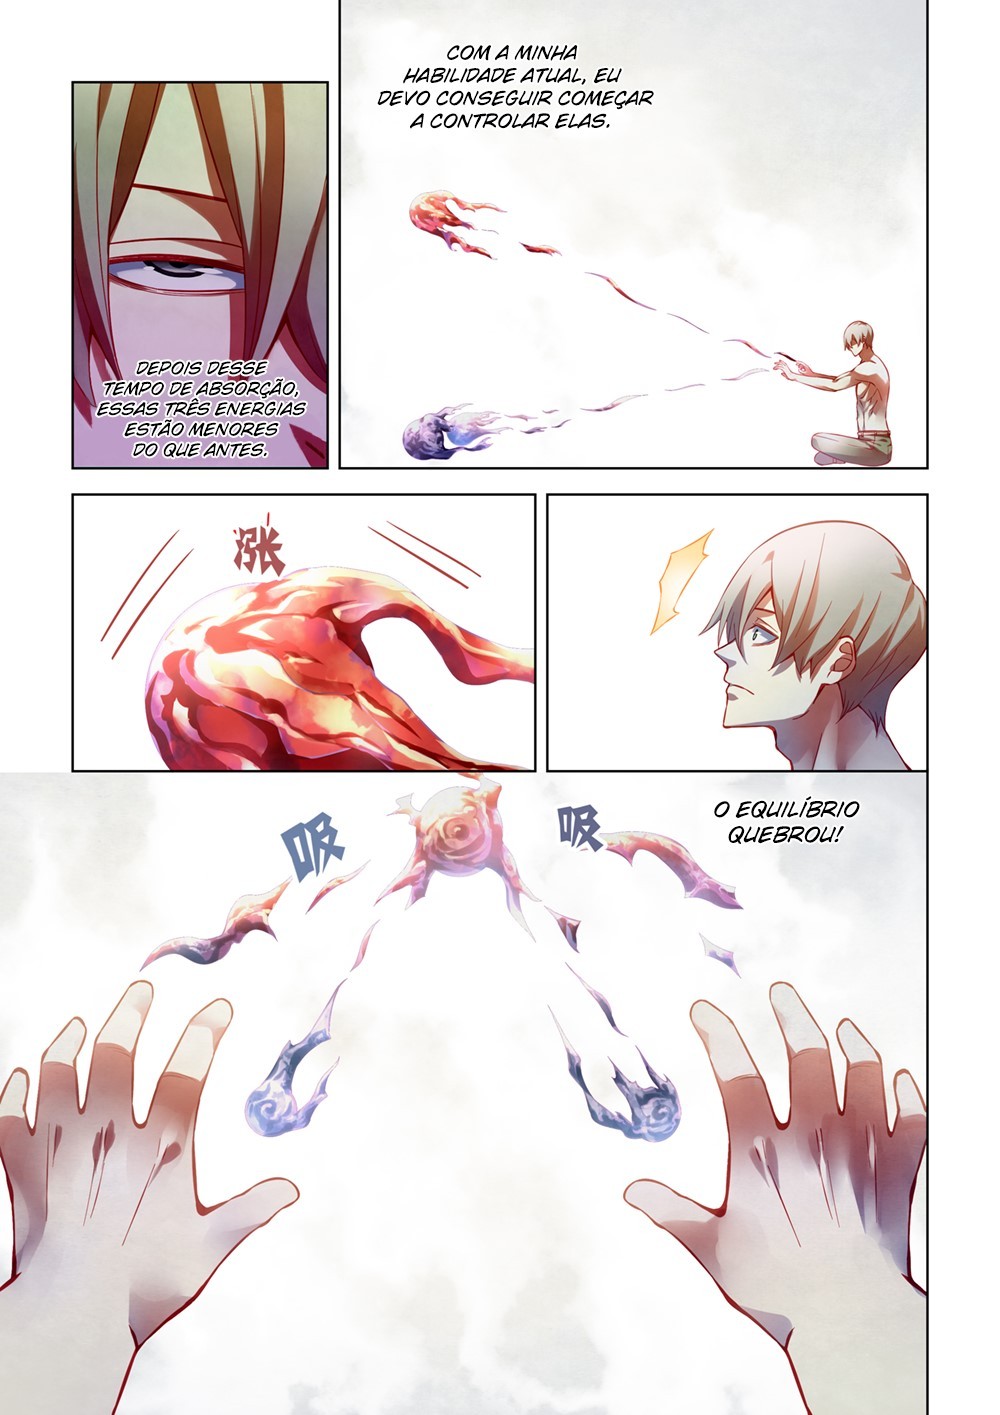 DEPOIS DESSE
TEMPO DE ABSORÇÃO,
ESSAS TRÊS ENERGIAS
ESTÃO MENORES
DO QUE ANTES.
COM A MINHA
HABILIDADE ATUAL, EU
DEVO CONSEGUIR COMEÇAR
A CONTROLAR ELAS.
涨
吸
吸
O EQUILÍBRIO
QUEBROU!